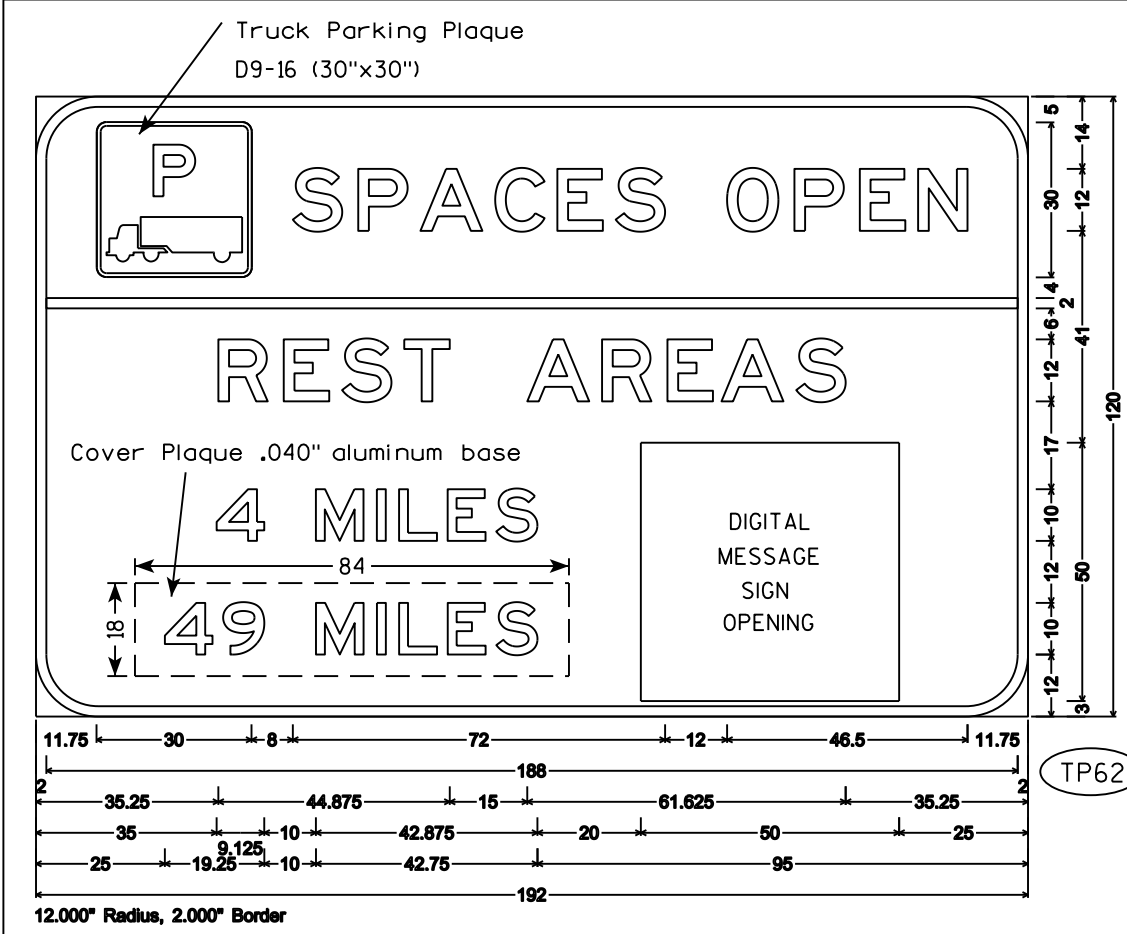 Truck Parking Plaque
D9-16 (30"x30")
P
SPACES OPEN
REST AREAS
Cover Plaque .040" aluminum base
4 MILES
84
18
49 MILES
DIGITAL
MESSAGE
SIGN
OPENING
5
30
4
2
6
12
17
10
12
10
12
14
12
41
50
3
120
11.75 30 8 72 12 46.5 11.75
2 188 2
35.25 44.875 15 61.625 35.25
35 9.125 10 42.875 20 50 25
25 19.25 10 42.75 95
192
TP62
12.000" Radius, 2.000" Border